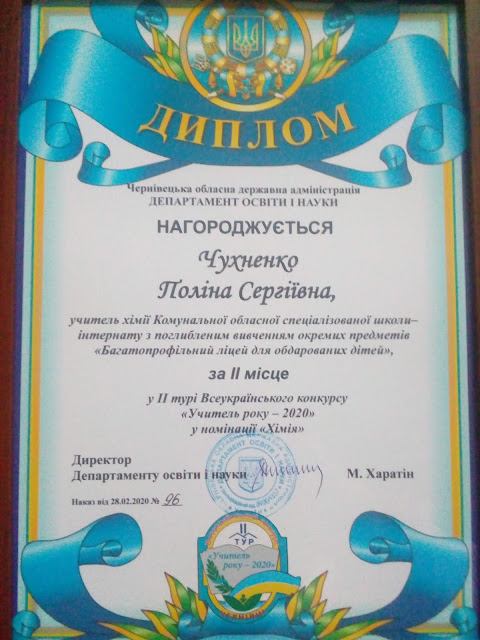 ДИПЛОМ
Чернівецька обласна державна адміністрація
ДЕПАРТАМЕНТ ОСВІТИ І НАУКИ
НАГОРОДЖУЄТЬСЯ
Чухненко
Поліна Сергіївна,
учитель хімії Комунальної обласної спеціалізованої школи–
інтернату з поглибленим вивченням окремих предметів
«Багатопрофільний ліцей для обдарованих дітей»,
за ІІ місце
у ІІ турі Всеукраїнського конкурсу
«Учитель року – 2020»
у номінації «Хімія»
Директор
Департаменту освіти і науки
М. Харатін
Наказ від 28.02.2020 № 96
II
ТУР
«Учитель
року – 2020»